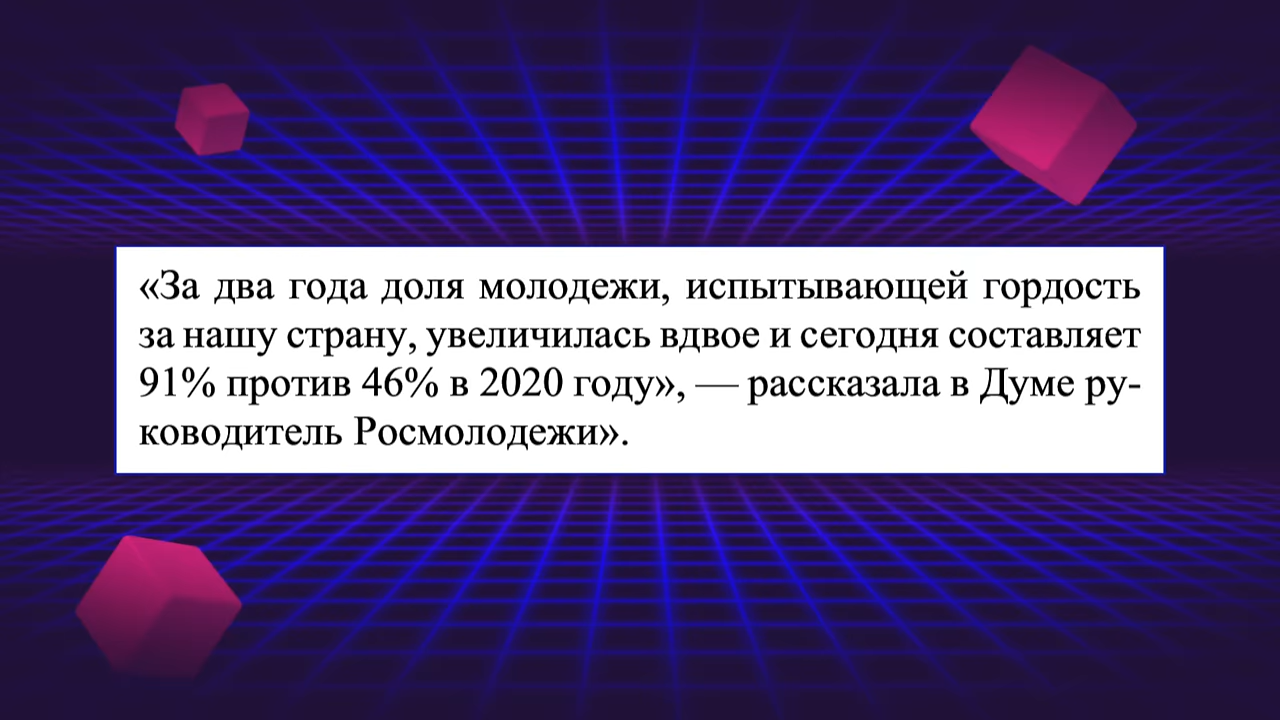 «За два года доля молодежи, испытывающей гордость
за нашу страну, увеличилась вдвое и сегодня составляет
91% против 46% в 2020 году», — рассказала в Думе ру-
ководитель Росмолодежи».